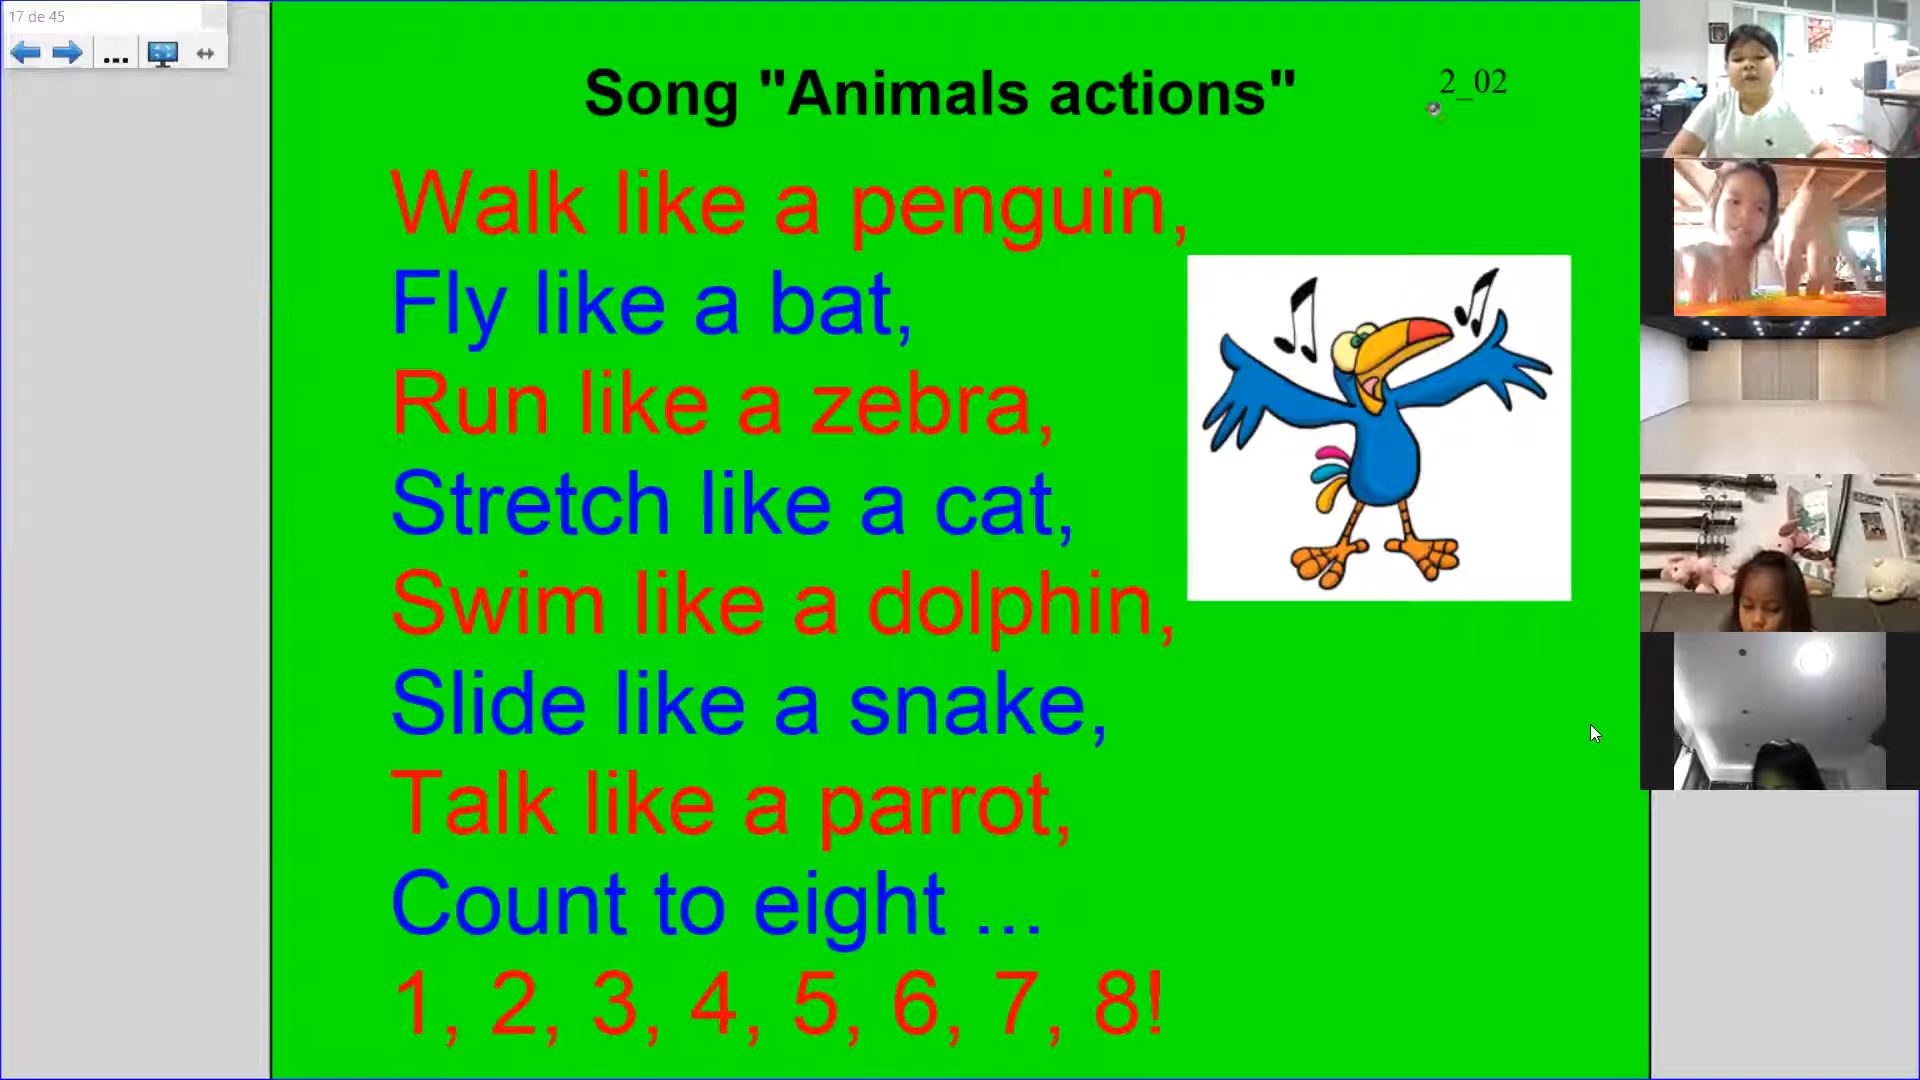 17 de 45
Song "Animals actions"
2_02
Walk like a penguin,
Fly like a bat,
Run like a zebra,
Stretch like a cat,
Swim like a dolphin,
Slide like a snake,
Talk like a parrot,
Count to eight ...
1, 2, 3, 4, 5, 6, 7, 8!